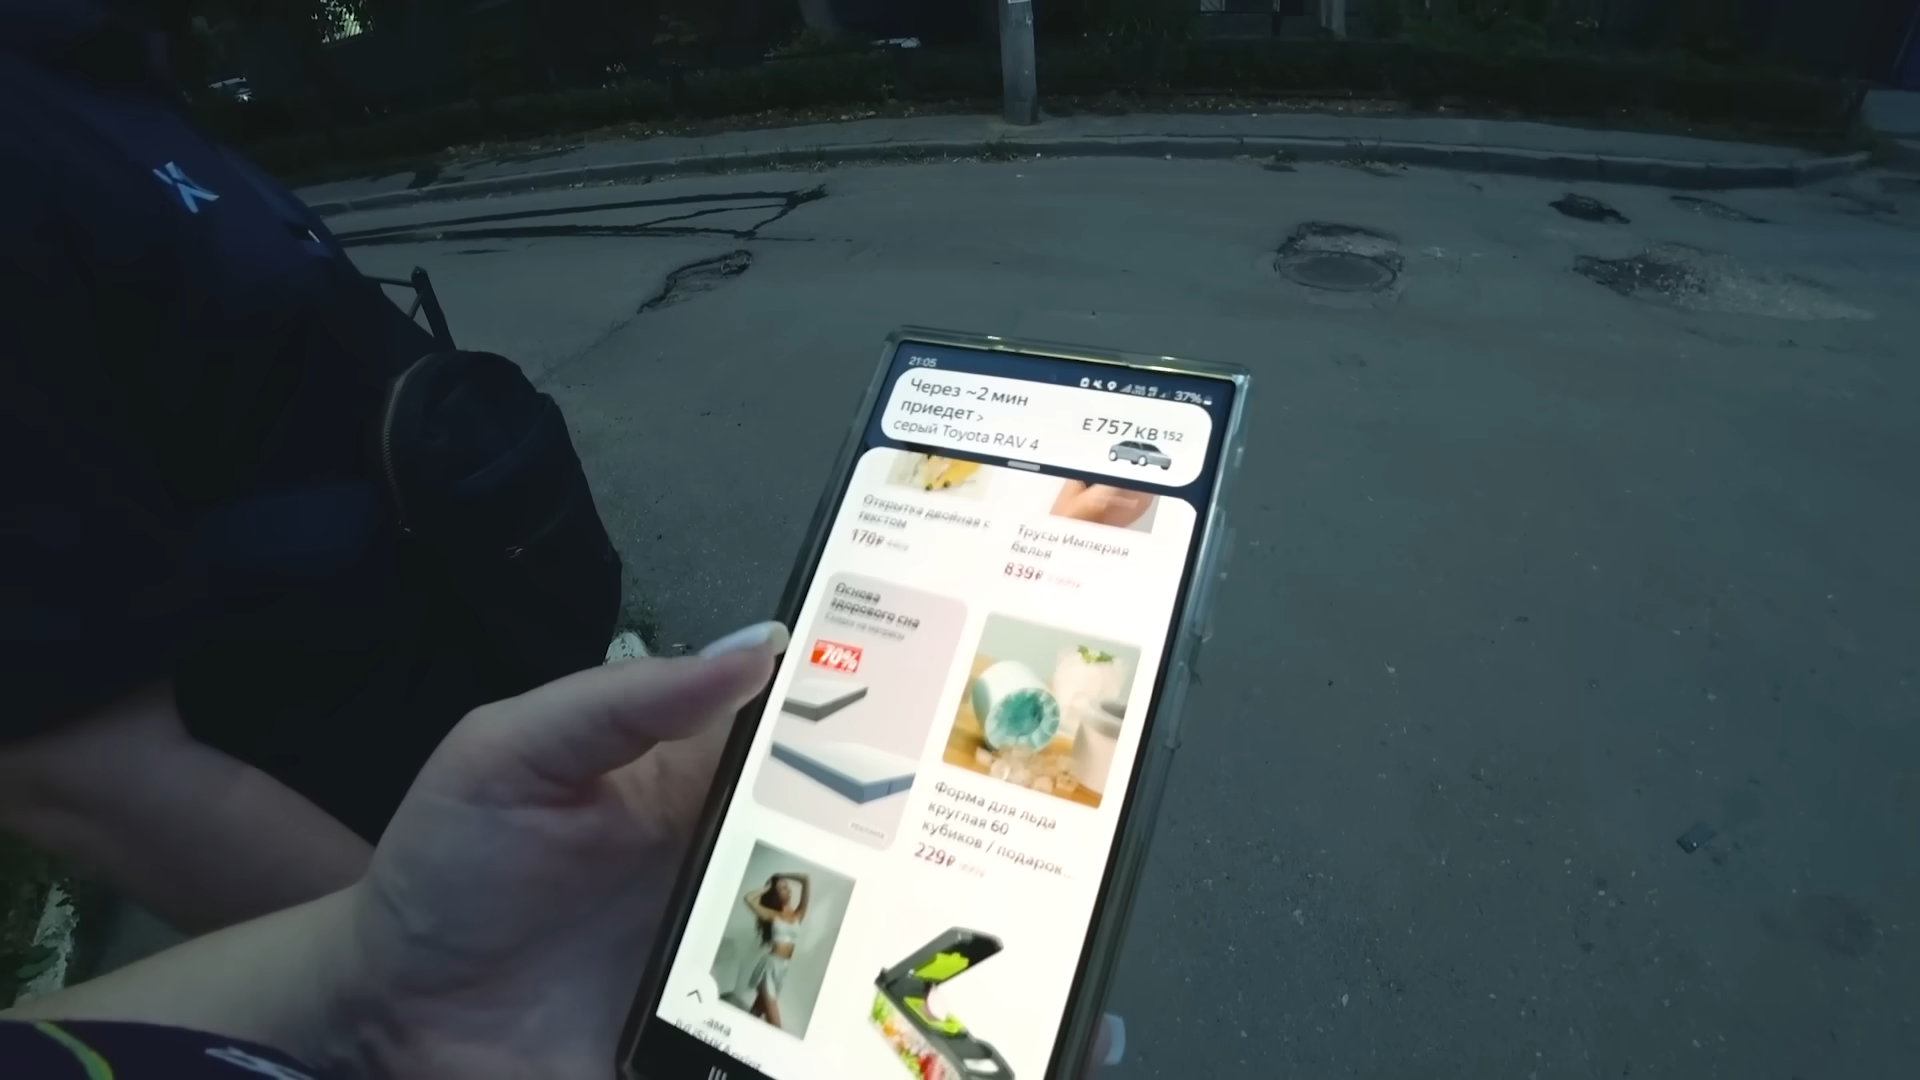 21:05
37%
Через ~2 мин
приедет >
серый Toyota RAV 4
E 757 KB 152
Открытка двойная с
текстом
170₽
Трусы Империя
белья
839₽
Основа
здорового сна
70%
Форма для льда
круглая 60
кубиков / подарок...
229₽